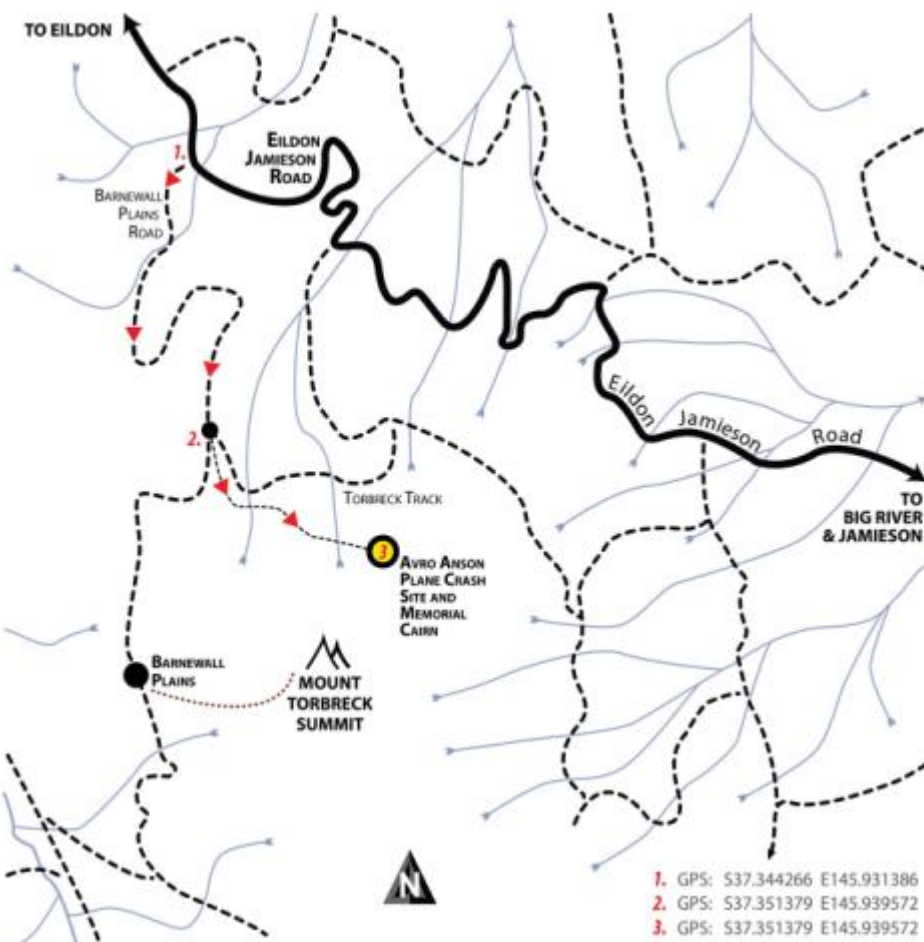 TO EILDON
EILDON
JAMIESON
ROAD
1.
BARNEWALL
PLAINS
ROAD
Eildon Jamieson Road
2.
TORBRECK TRACK
TO
BIG RIVER
& JAMIESON
3
AVRO ANSON
PLANE CRASH
SITE AND
MEMORIAL
CAIRN
BARNEWALL
PLAINS
MOUNT
TORBRECK
SUMMIT
N
1. GPS: S37.344266 E145.931386
2. GPS: S37.351379 E145.939572
3. GPS: S37.351379 E145.939572